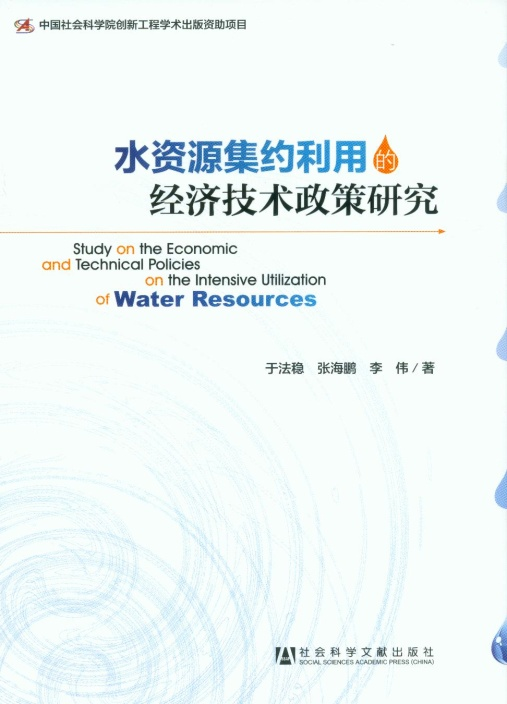 中国社会科学院创新工程学术出版资助项目
水资源集约利用的
经济技术政策研究
Study on the Economic
and Technical Policies
on the Intensive Utilization
of Water Resources
于法稳 张海鹏 李 伟/著
社会科学文献出版社
SOCIAL SCIENCES ACADEMIC PRESS (CHINA)